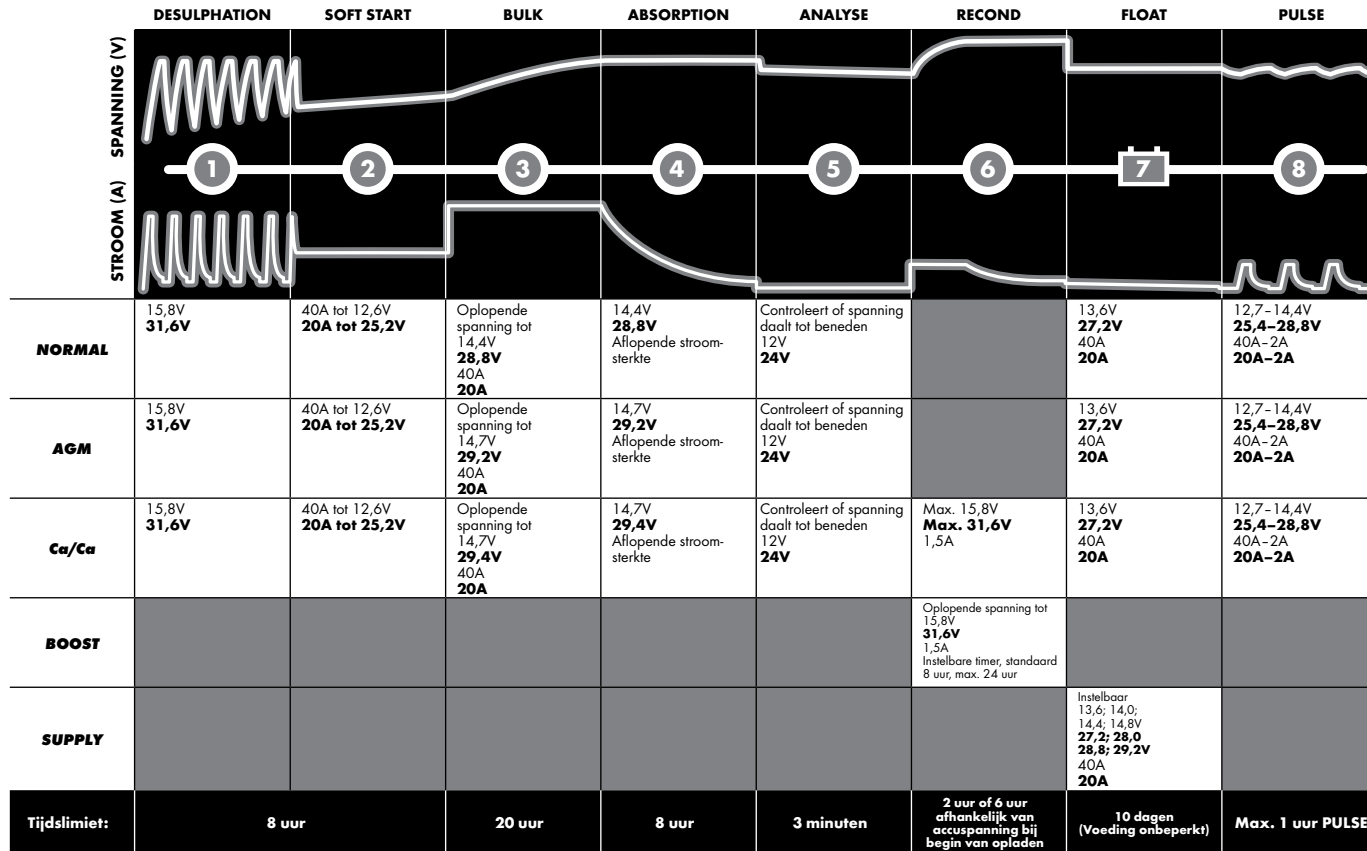 DESULPHATION SOFT START BULK ABSORPTION ANALYSE RECOND FLOAT PULSE
SPANNING (V)
1 2 3 4 5 6 7 8
STROOM (A)
NORMAL
15,8V
31,6V
40A tot 12,6V
20A tot 25,2V
Oplopende
spanning tot
14,4V
28,8V
40A
20A
14,4V
28,8V
Aflopende stroom-
sterkte
Controleert of spanning
daalt tot beneden
12V
24V
13,6V
27,2V
40A
20A
12,7–14,4V
25,4–28,8V
40A–2A
20A–2A
AGM
15,8V
31,6V
40A tot 12,6V
20A tot 25,2V
Oplopende
spanning tot
14,7V
29,2V
40A
20A
14,7V
29,2V
Aflopende stroom-
sterkte
Controleert of spanning
daalt tot beneden
12V
24V
13,6V
27,2V
40A
20A
12,7–14,4V
25,4–28,8V
40A–2A
20A–2A
Ca/Ca
15,8V
31,6V
40A tot 12,6V
20A tot 25,2V
Oplopende
spanning tot
14,7V
29,4V
40A
20A
14,7V
29,4V
Aflopende stroom-
sterkte
Controleert of spanning
daalt tot beneden
12V
24V
Max. 15,8V
Max. 31,6V
1,5A
13,6V
27,2V
40A
20A
12,7–14,4V
25,4–28,8V
40A–2A
20A–2A
BOOST
Oplopende spanning tot
15,8V
31,6V
1,5A
Instelbare timer, standaard
8 uur, max. 24 uur
SUPPLY
Instelbaar
13,6; 14,0;
14,4; 14,8V
27,2; 28,0
28,8; 29,2V
40A
20A
Tijdslimiet:
8 uur
20 uur
8 uur
3 minuten
2 uur of 6 uur
afhankelijk van
accuspanning bij
begin van opladen
10 dagen
(Voeding onbeperkt)
Max. 1 uur PULSE